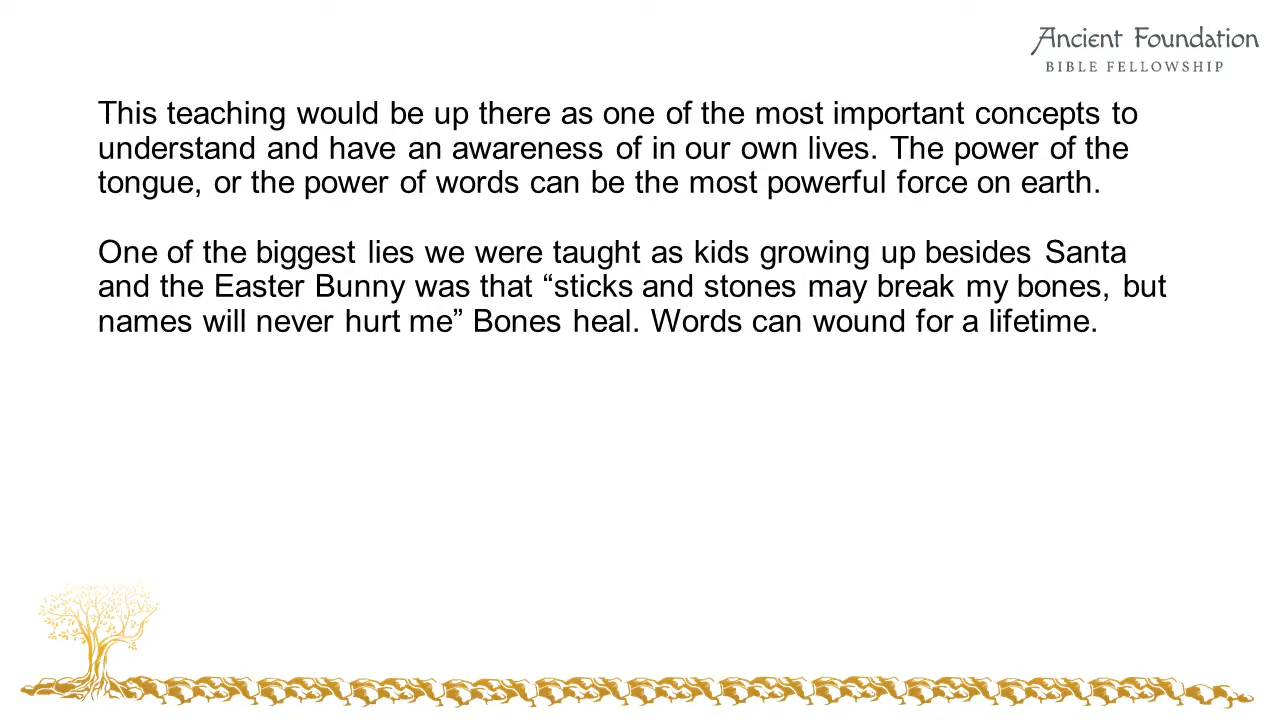 Ancient Foundation
BIBLE FELLOWSHIP
This teaching would be up there as one of the most important concepts to
understand and have an awareness of in our own lives. The power of the
tongue, or the power of words can be the most powerful force on earth.
One of the biggest lies we were taught as kids growing up besides Santa
and the Easter Bunny was that “sticks and stones may break my bones, but
names will never hurt me” Bones heal. Words can wound for a lifetime.